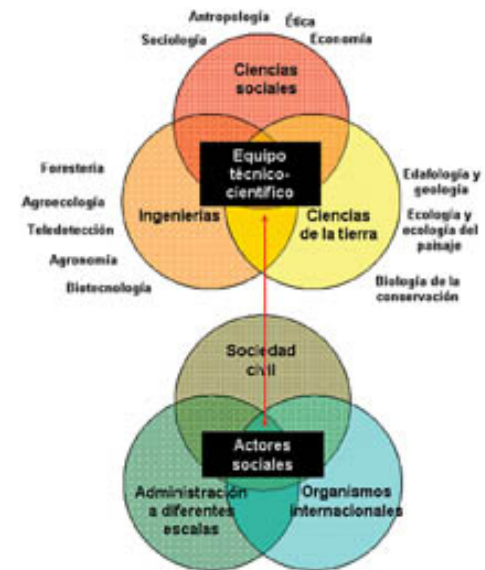 Antropología
Ética
Sociología
Economía
Ciencias
sociales
Equipo
técnico-
científico
Forestería
Agroecología
Teledetección
Agronomía
Biotecnología
Ingenierías
Ciencias
de la tierra
Edafología y
geología
Ecología y
ecología del
paisaje
Biología de la
conservación
Sociedad
civil
Actores
sociales
Administración
a diferentes
escalas
Organismos
internacionales